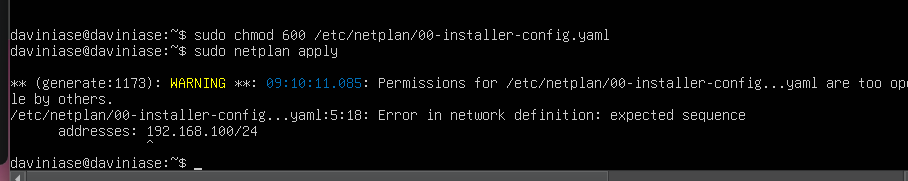 daviniase@daviniase:~$ sudo chmod 600 /etc/netplan/00-installer-config.yaml
daviniase@daviniase:~$ sudo netplan apply
** (generate:1173): WARNING **: 09:10:11.085: Permissions for /etc/netplan/00-installer-config...yaml are too ope
le by others.
/etc/netplan/00-installer-config...yaml:5:18: Error in network definition: expected sequence
addresses: 192.168.100/24
^
daviniase@daviniase:~$ _